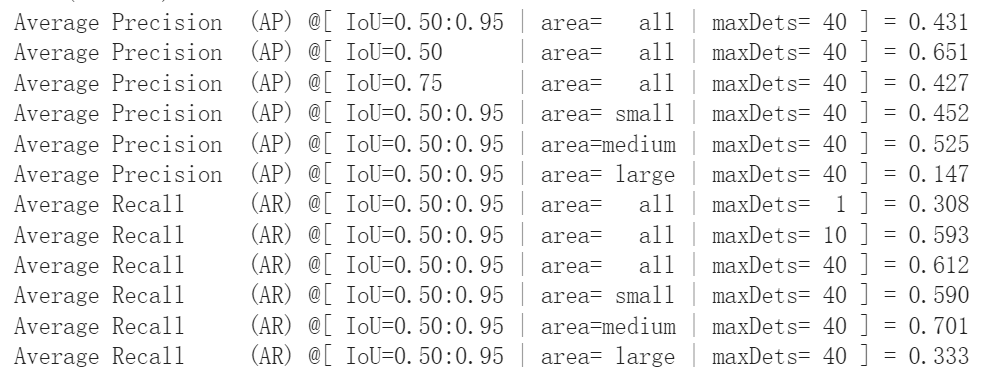 Average Precision  (AP) @[ IoU=0.50:0.95 | area=   all | maxDets= 40 ] = 0.431
Average Precision  (AP) @[ IoU=0.50      | area=   all | maxDets= 40 ] = 0.651
Average Precision  (AP) @[ IoU=0.75      | area=   all | maxDets= 40 ] = 0.427
Average Precision  (AP) @[ IoU=0.50:0.95 | area= small | maxDets= 40 ] = 0.452
Average Precision  (AP) @[ IoU=0.50:0.95 | area=medium | maxDets= 40 ] = 0.525
Average Precision  (AP) @[ IoU=0.50:0.95 | area= large | maxDets= 40 ] = 0.147
Average Recall     (AR) @[ IoU=0.50:0.95 | area=   all | maxDets=  1 ] = 0.308
Average Recall     (AR) @[ IoU=0.50:0.95 | area=   all | maxDets= 10 ] = 0.593
Average Recall     (AR) @[ IoU=0.50:0.95 | area=   all | maxDets= 40 ] = 0.612
Average Recall     (AR) @[ IoU=0.50:0.95 | area= small | maxDets= 40 ] = 0.590
Average Recall     (AR) @[ IoU=0.50:0.95 | area=medium | maxDets= 40 ] = 0.701
Average Recall     (AR) @[ IoU=0.50:0.95 | area= large | maxDets= 40 ] = 0.333